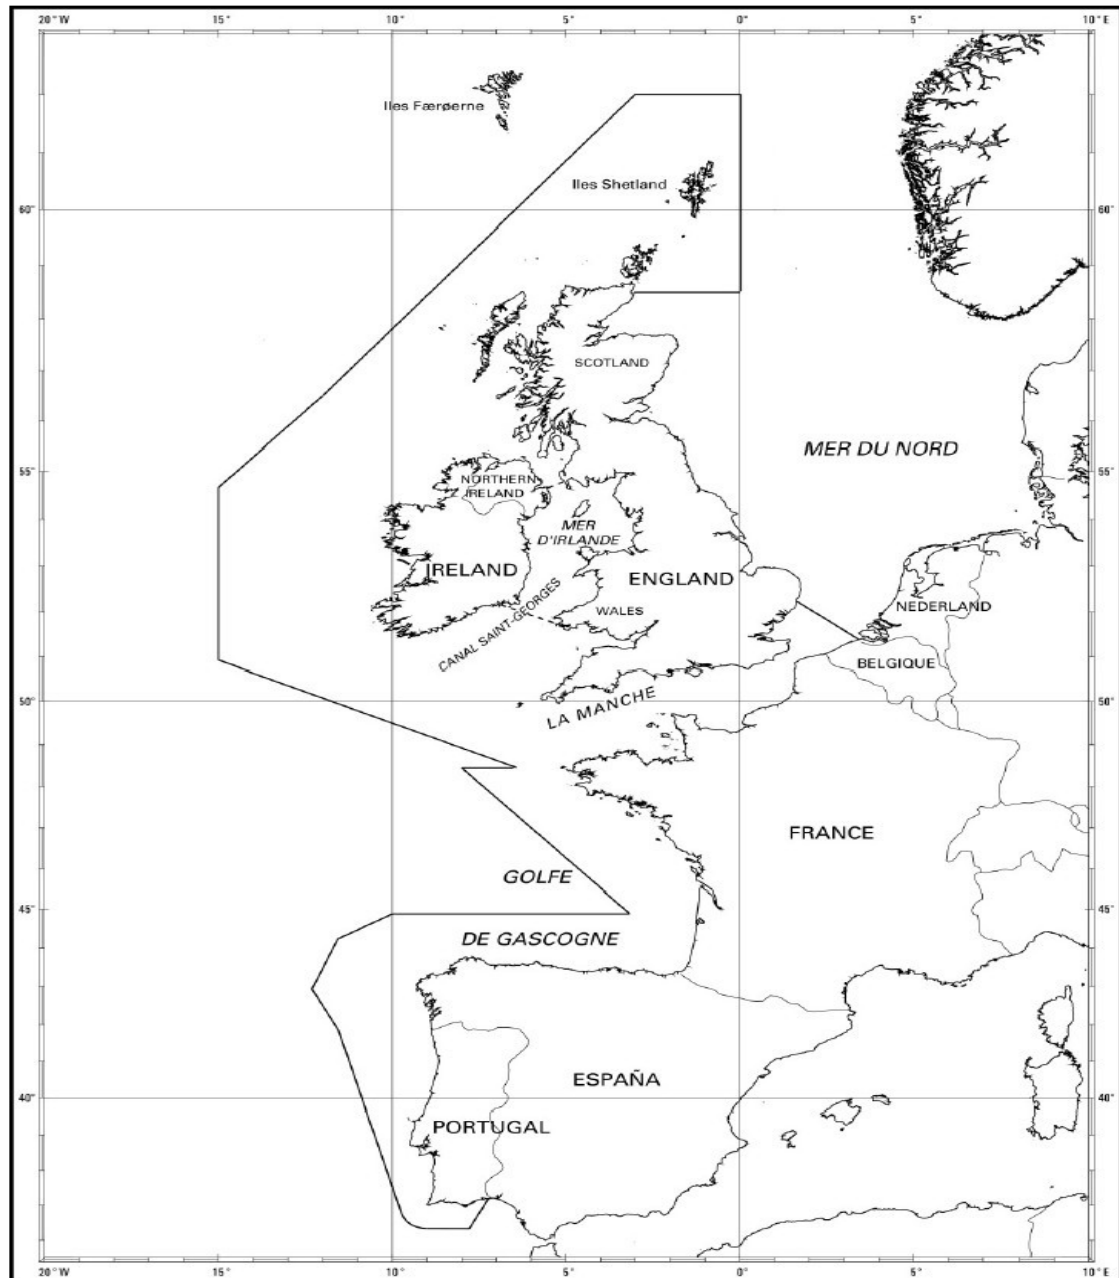 20° W 15° 10° 5° 0° 5° 10° E
Iles Færøerne
Iles Shetland
60° 60°
SCOTLAND
MER DU NORD
55° 55°
NORTHERN
IRELAND
MER
D'IRLANDE
IRELAND
ENGLAND
NEDERLAND
WALES
CANAL SAINT-GEORGES
BELGIQUE
LA MANCHE
50° 50°
FRANCE
GOLFE
45° 45°
DE GASCOGNE
ESPAÑA
40° 40°
PORTUGAL
20° W 15° 10° 5° 0° 5° 10° E